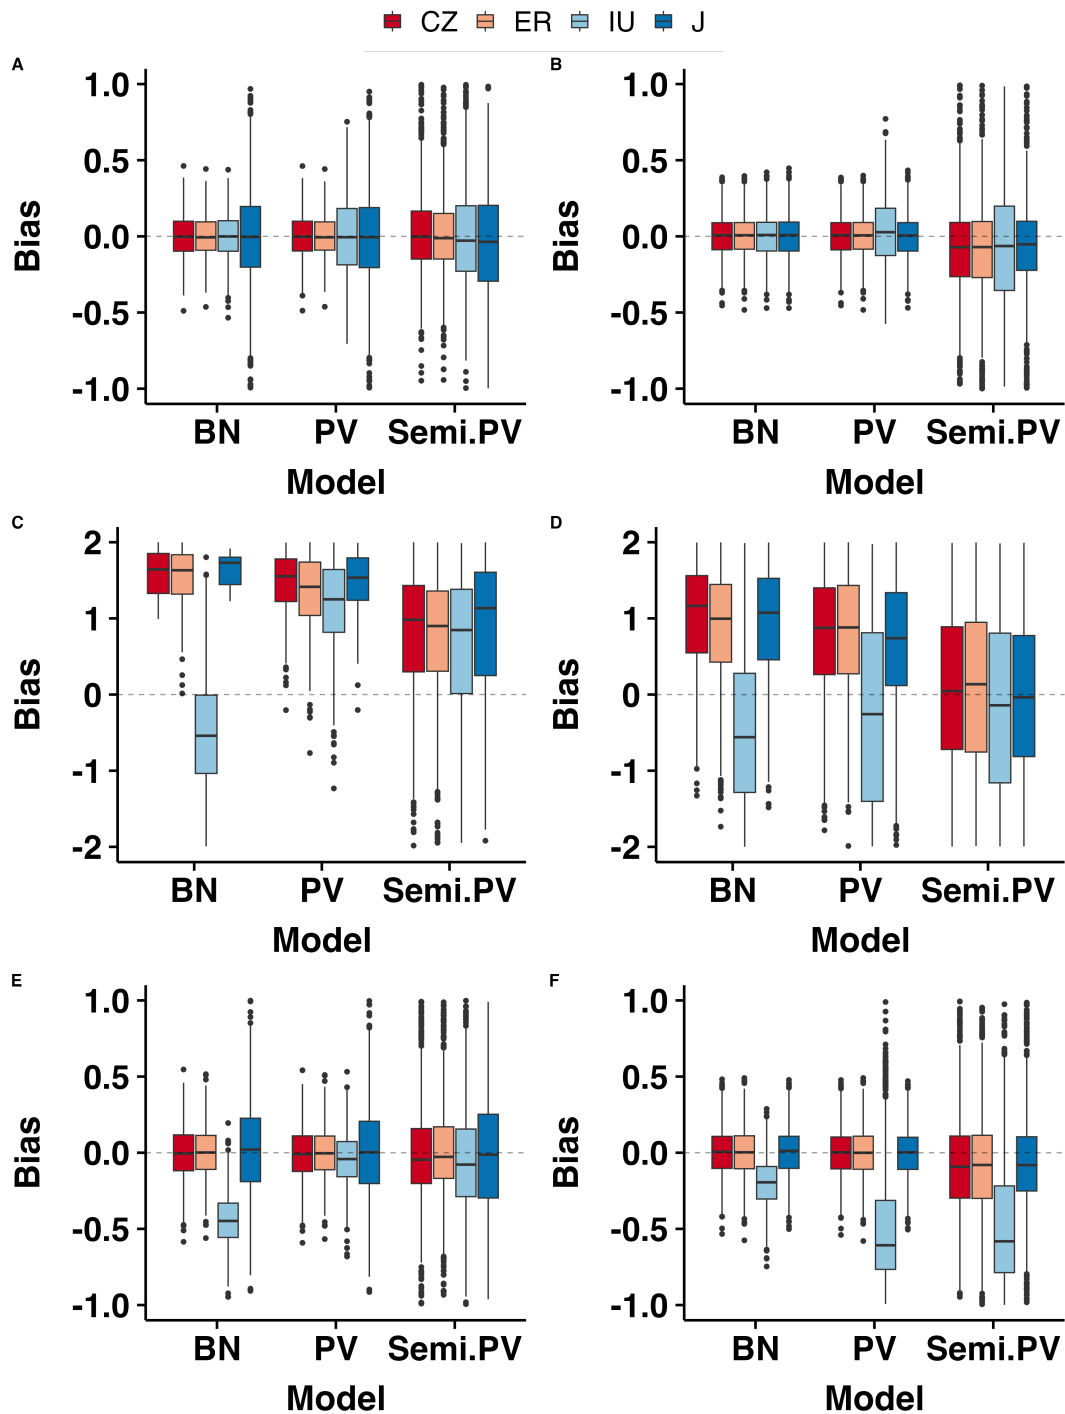 CZ ER IU J
A
B
1.0
0.5
0.0
-0.5
-1.0
Bias
BN PV Semi.PV
Model
1.0
0.5
0.0
-0.5
-1.0
Bias
BN PV Semi.PV
Model
C
D
2
1
0
-1
-2
Bias
BN PV Semi.PV
Model
2
1
0
-1
-2
Bias
BN PV Semi.PV
Model
E
F
1.0
0.5
0.0
-0.5
-1.0
Bias
BN PV Semi.PV
Model
1.0
0.5
0.0
-0.5
-1.0
Bias
BN PV Semi.PV
Model